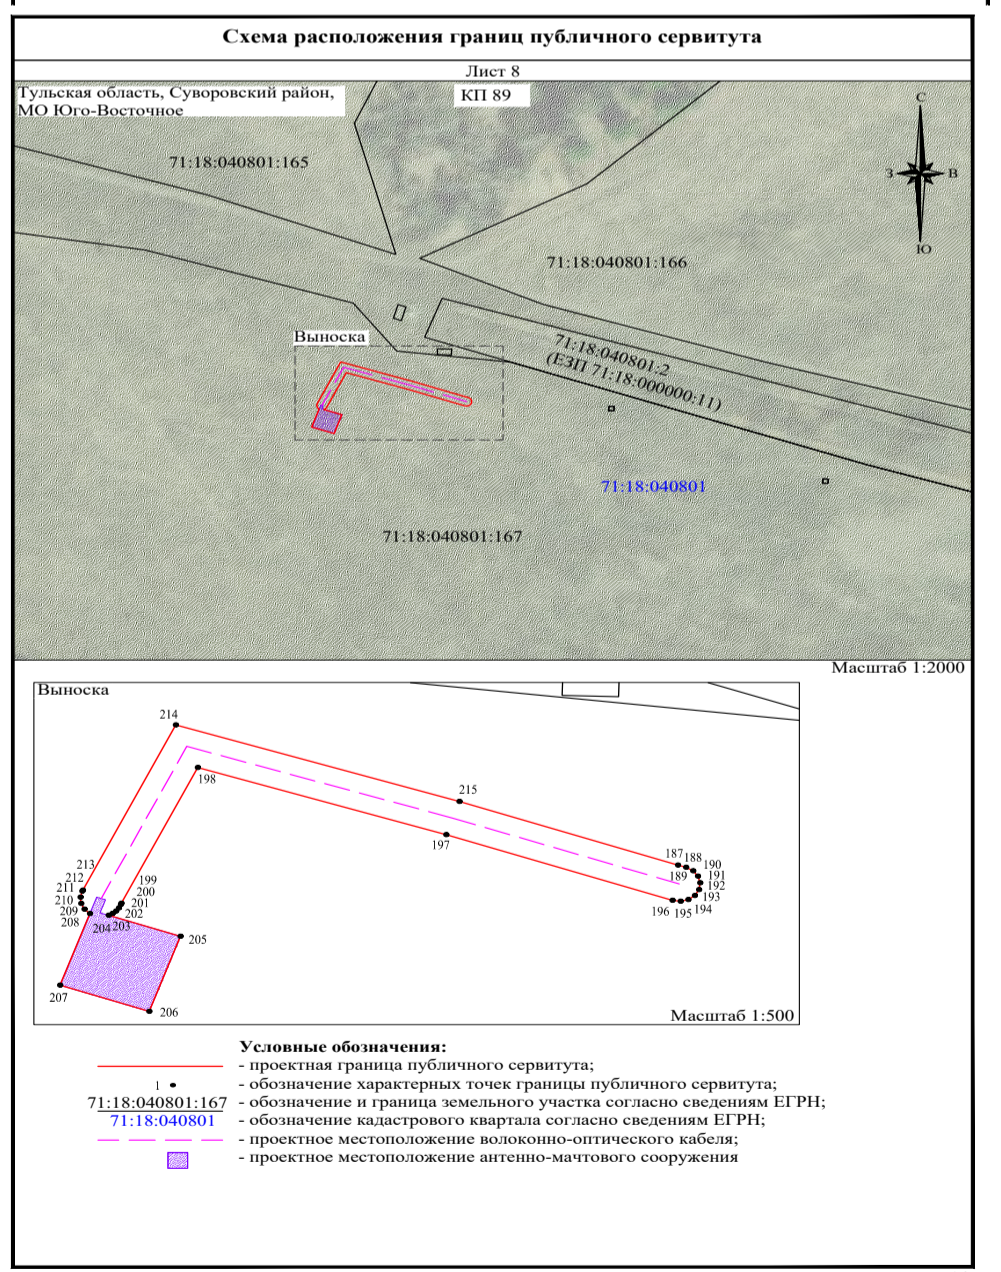 Схема расположения границ публичного сервитута
Лист 8
Тульская область, Суворовский район,
МО Юго-Восточное
КП 89
С
З
В
Ю
71:18:040801:165
71:18:040801:166
Выноска
71:18:040801:2
(ЕЗП 71:18:000000:11)
71:18:040801
71:18:040801:167
Масштаб 1:2000
Выноска
214
198
215
197
187
188
189
190
191
192
193
194
195
196
213
212
211
210
209
208
199
200
201
202
203
204
205
207
206
Масштаб 1:500
Условные обозначения:
- проектная граница публичного сервитута;
1 - обозначение характерных точек границы публичного сервитута;
71:18:040801:167 - обозначение и граница земельного участка согласно сведениям ЕГРН;
71:18:040801 - обозначение кадастрового квартала согласно сведениям ЕГРН;
- проектное местоположение волоконно-оптического кабеля;
- проектное местоположение антенно-мачтового сооружения